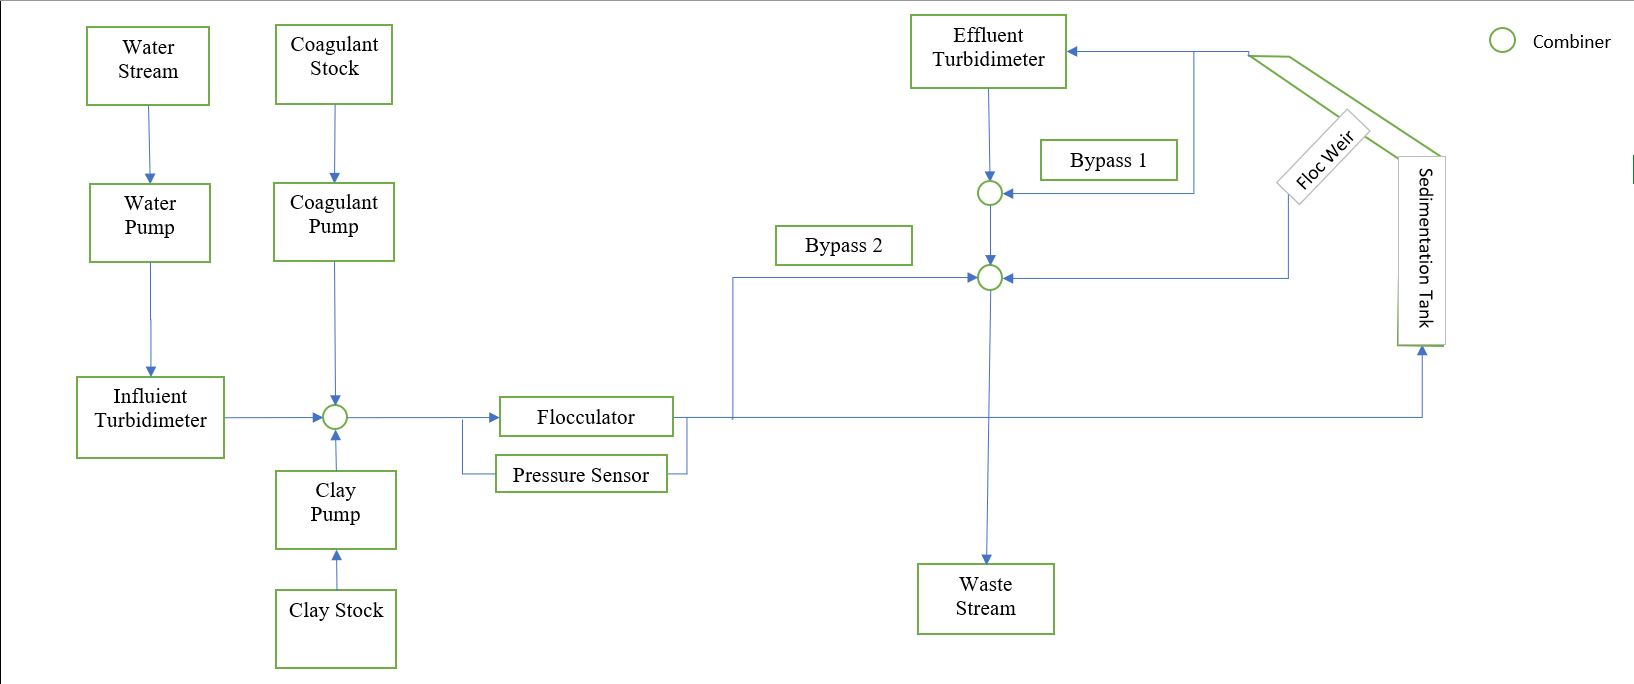 Water
Stream
Coagulant
Stock
Effluent
Turbidimeter
Combiner
Bypass 1
Floc Weir
Sedimentation Tank
Water
Pump
Coagulant
Pump
Bypass 2
Influient
Turbidimeter
Flocculator
Pressure Sensor
Clay
Pump
Clay Stock
Waste
Stream